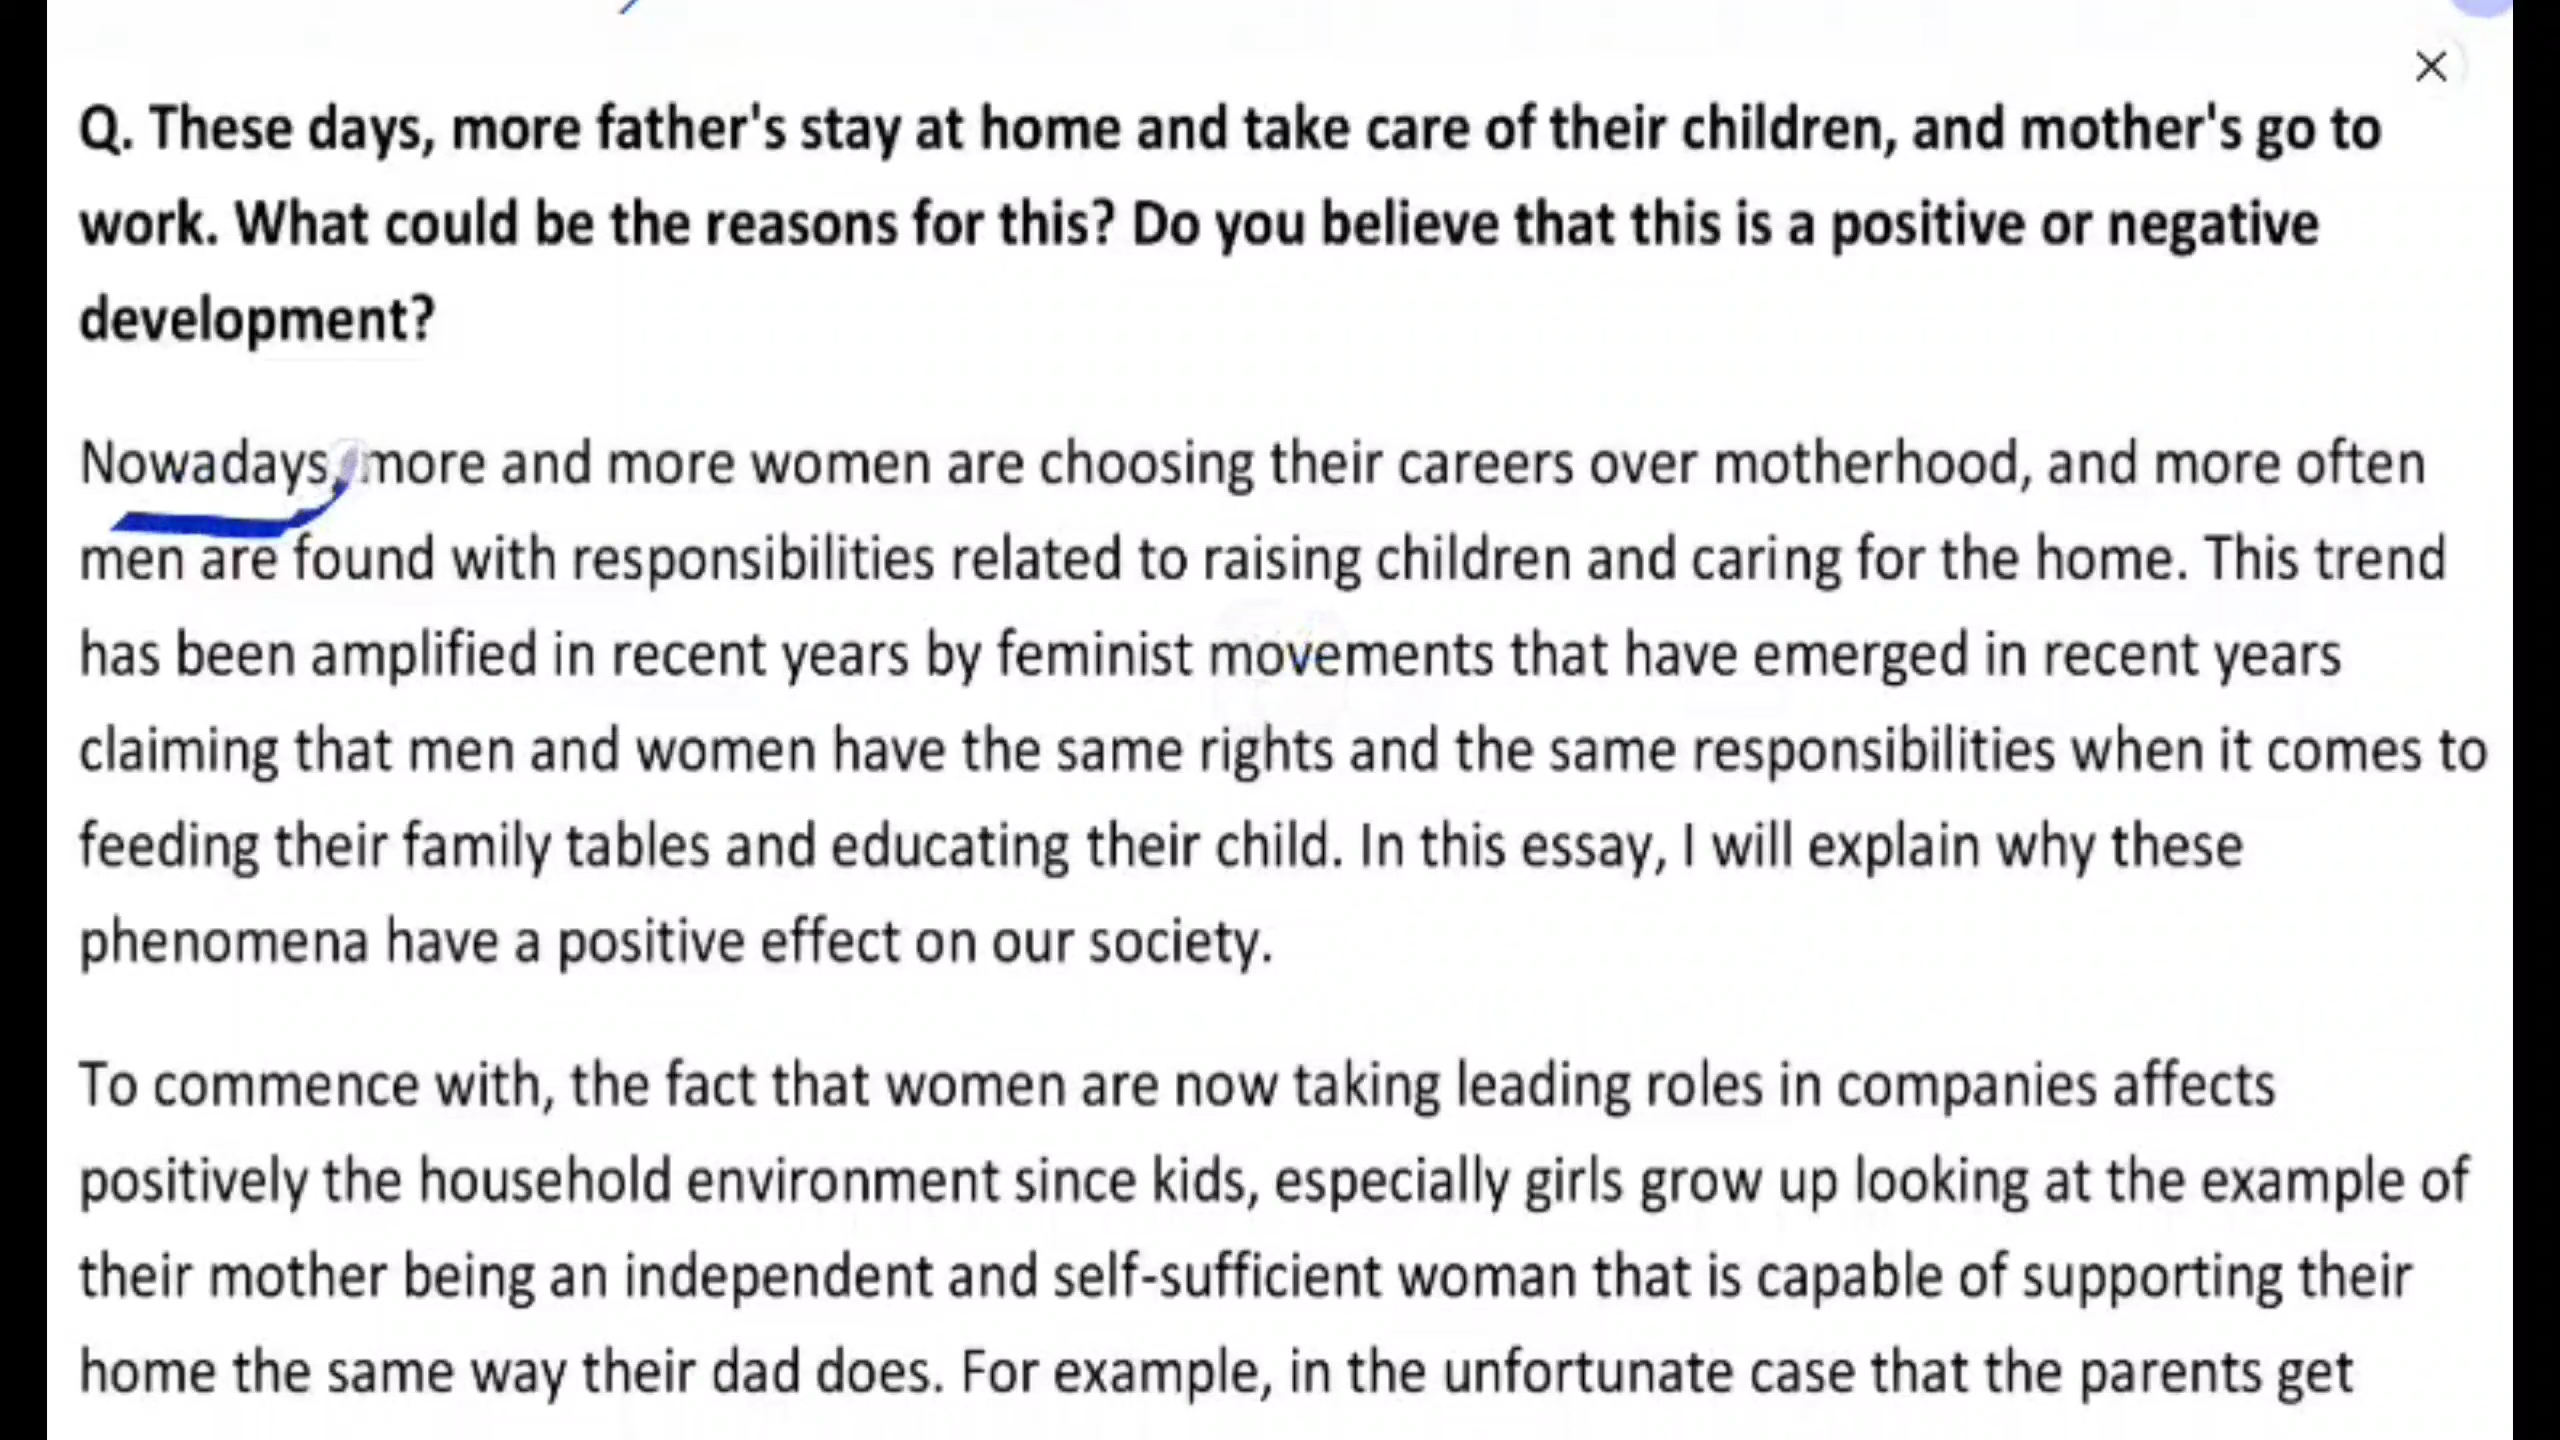 Q. These days, more father's stay at home and take care of their children, and mother's go to
work. What could be the reasons for this? Do you believe that this is a positive or negative
development?
Nowadays, more and more women are choosing their careers over motherhood, and more often
men are found with responsibilities related to raising children and caring for the home. This trend
has been amplified in recent years by feminist movements that have emerged in recent years
claiming that men and women have the same rights and the same responsibilities when it comes to
feeding their family tables and educating their child. In this essay, I will explain why these
phenomena have a positive effect on our society.
To commence with, the fact that women are now taking leading roles in companies affects
positively the household environment since kids, especially girls grow up looking at the example of
their mother being an independent and self-sufficient woman that is capable of supporting their
home the same way their dad does. For example, in the unfortunate case that the parents get